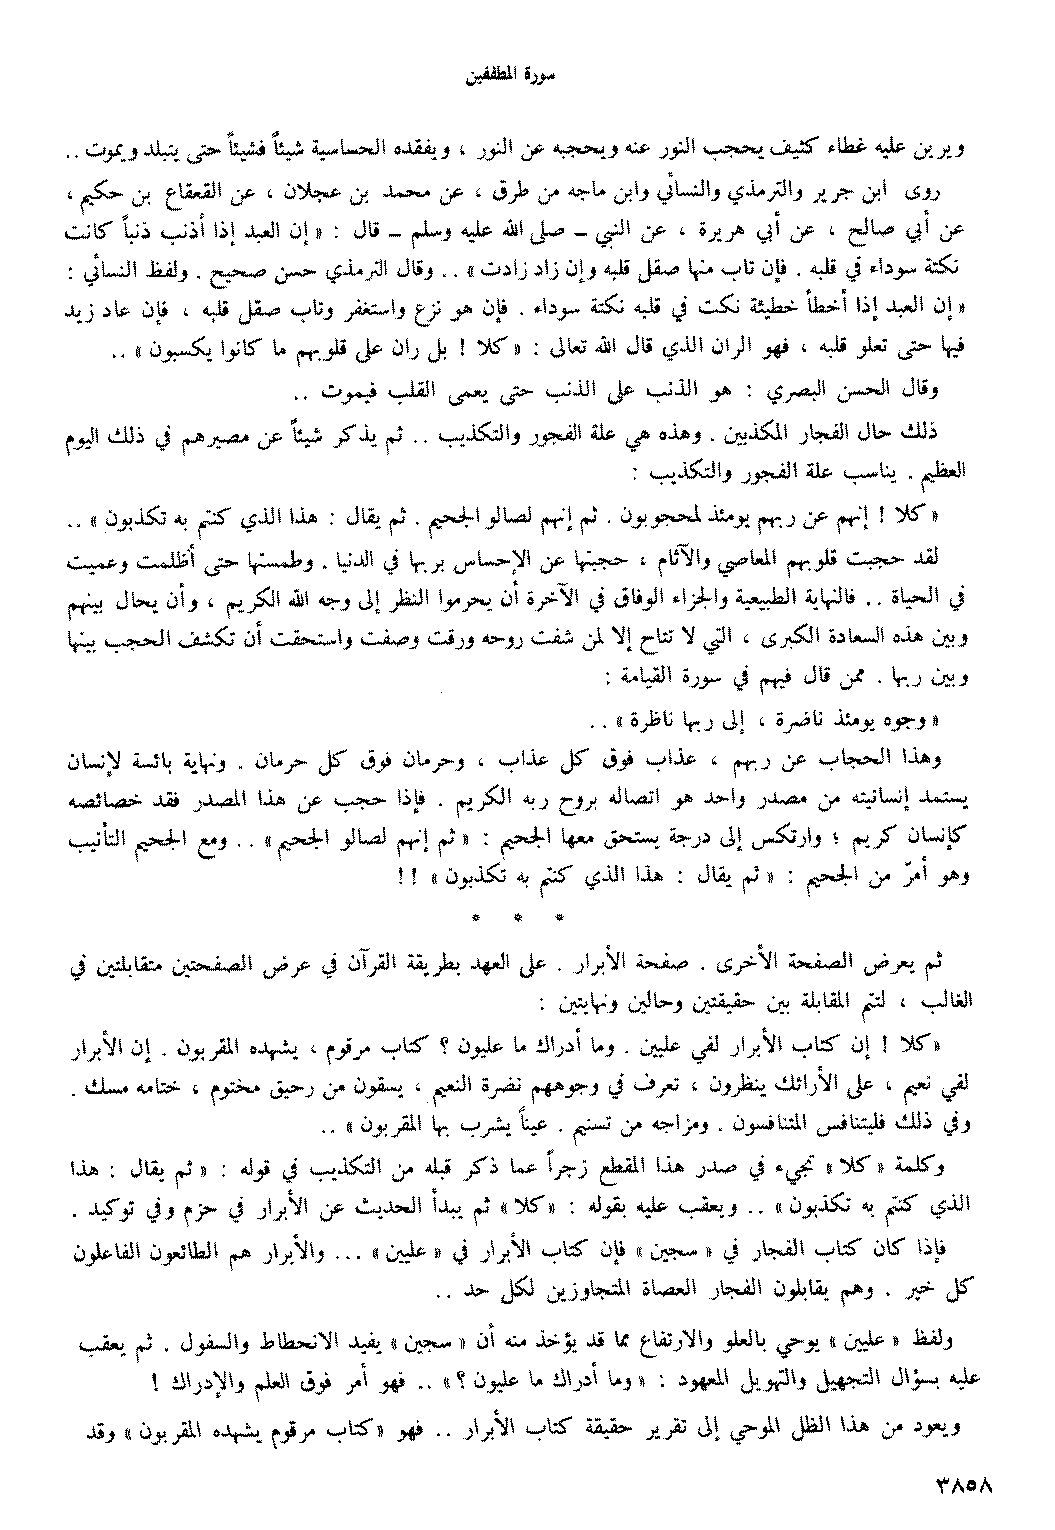 سورة المطففين
ويرين عليه غطاء كثيف يحجب النور عنه ويحجبه عن النور ، ويفقده الحساسية شيئاً فشيئاً حتى يتبلد ويموت ..
روى ابن جرير والترمذي والنسائي وابن ماجه من طرق ، عن محمد بن عجلان ، عن القعقاع بن حكيم ،
عن أبي صالح ، عن أبي هريرة ، عن النبي – صلى الله عليه وسلم – قال : « إن العبد إذا أذنب ذنباً كانت
نكتة سوداء في قلبه . فإن تاب منها صقل قلبه وإن زاد زادت » .. وقال الترمذي حسن صحيح . ولفظ النسائي :
« إن العبد إذا أخطأ خطيئة نكت في قلبه نكتة سوداء . فإن هو نزع واستغفر وتاب صقل قلبه ، فإن عاد زيد
فيها حتى تعلو قلبه ، فهو الران الذي قال الله تعالى : « كلا ! بل ران على قلوبهم ما كانوا يكسبون » ..
وقال الحسن البصري : هو الذنب على الذنب حتى يعمى القلب فيموت ..
ذلك حال الفجار المكذبين . وهذه هي علة الفجور والتكذيب .. ثم يذكر شيئاً عن مصيرهم في ذلك اليوم
العظيم . يناسب علة الفجور والتكذيب :
« كلا ! إنهم عن ربهم يومئذ لمحجوبون . ثم إنهم لصالو الجحيم . ثم يقال : هذا الذي كنتم به تكذبون » ..
لقد حجبت قلوبهم المعاصي والآثام ، حجبتها عن الإحساس بربها في الدنيا . وطمستها حتى أظلمت وعميت
في الحياة .. فالنهاية الطبيعية والجزاء الوفاق في الآخرة أن يحرموا النظر إلى وجه الله الكريم ، وأن يحال بينهم
وبين هذه السعادة الكبرى ، التي لا تتاح إلا لمن شفت روحه ورقت وصفت واستحقت أن تكشف الحجب بينها
وبين ربها . ممن قال فيهم في سورة القيامة :
« وجوه يومئذ ناضرة ، إلى ربها ناظرة » ..
وهذا الحجاب عن ربهم ، عذاب فوق كل عذاب ، وحرمان فوق كل حرمان . ونهاية بائسة لإنسان
يستمد إنسانيته من مصدر واحد هو اتصاله بروح ربه الكريم . فإذا حجب عن هذا المصدر فقد خصائصه
كإنسان كريم ؛ وارتكس إلى درجة يستحق معها الجحيم : « ثم إنهم لصالو الجحيم » .. ومع الجحيم التأنيب
وهو أمرّ من الجحيم : « ثم يقال : هذا الذي كنتم به تكذبون » !!
* * *
ثم يعرض الصفحة الأخرى . صفحة الأبرار . على العهد بطريقة القرآن في عرض الصفحتين متقابلتين في
الغالب ، لتتم المقابلة بين حقيقتين وحالين ونهايتين :
«كلا ! إن كتاب الأبرار لفي عليين . وما أدراك ما عليون ؟ كتاب مرقوم ، يشهده المقربون . إن الأبرار
لفي نعيم ، على الأرائك ينظرون ، تعرف في وجوههم نضرة النعيم ، يسقون من رحيق مختوم ، ختامه مسك .
وفي ذلك فليتنافس المتنافسون . ومزاجه من تسنيم . عيناً يشرب بها المقربون » ..
وكلمة « كلا » تجيء في صدر هذا المقطع زجراً عما ذكر قبله من التكذيب في قوله : « ثم يقال : هذا
الذي كنتم به تكذبون » .. ويعقب عليه بقوله : « كلا » ثم يبدأ الحديث عن الأبرار في حزم وفي توكيد .
فإذا كان كتاب الفجار في « سجين » فإن كتاب الأبرار في « عليين » ... والأبرار هم الطائعون الفاعلون
كل خير . وهم يقابلون الفجار العصاة المتجاوزين لكل حد ..
ولفظ « عليين » يوحي بالعلو والارتفاع مما قد يؤخذ منه أن « سجين » يفيد الانحطاط والسفول . ثم يعقب
عليه بسؤال التجهيل والتهويل المعهود : « وما أدراك ما عليون ؟ » .. فهو أمر فوق العلم والإدراك !
ويعود من هذا الظل الموحي إلى تقرير حقيقة كتاب الأبرار .. فهو «كتاب مرقوم يشهده المقربون » وقد
٣٨٥٨